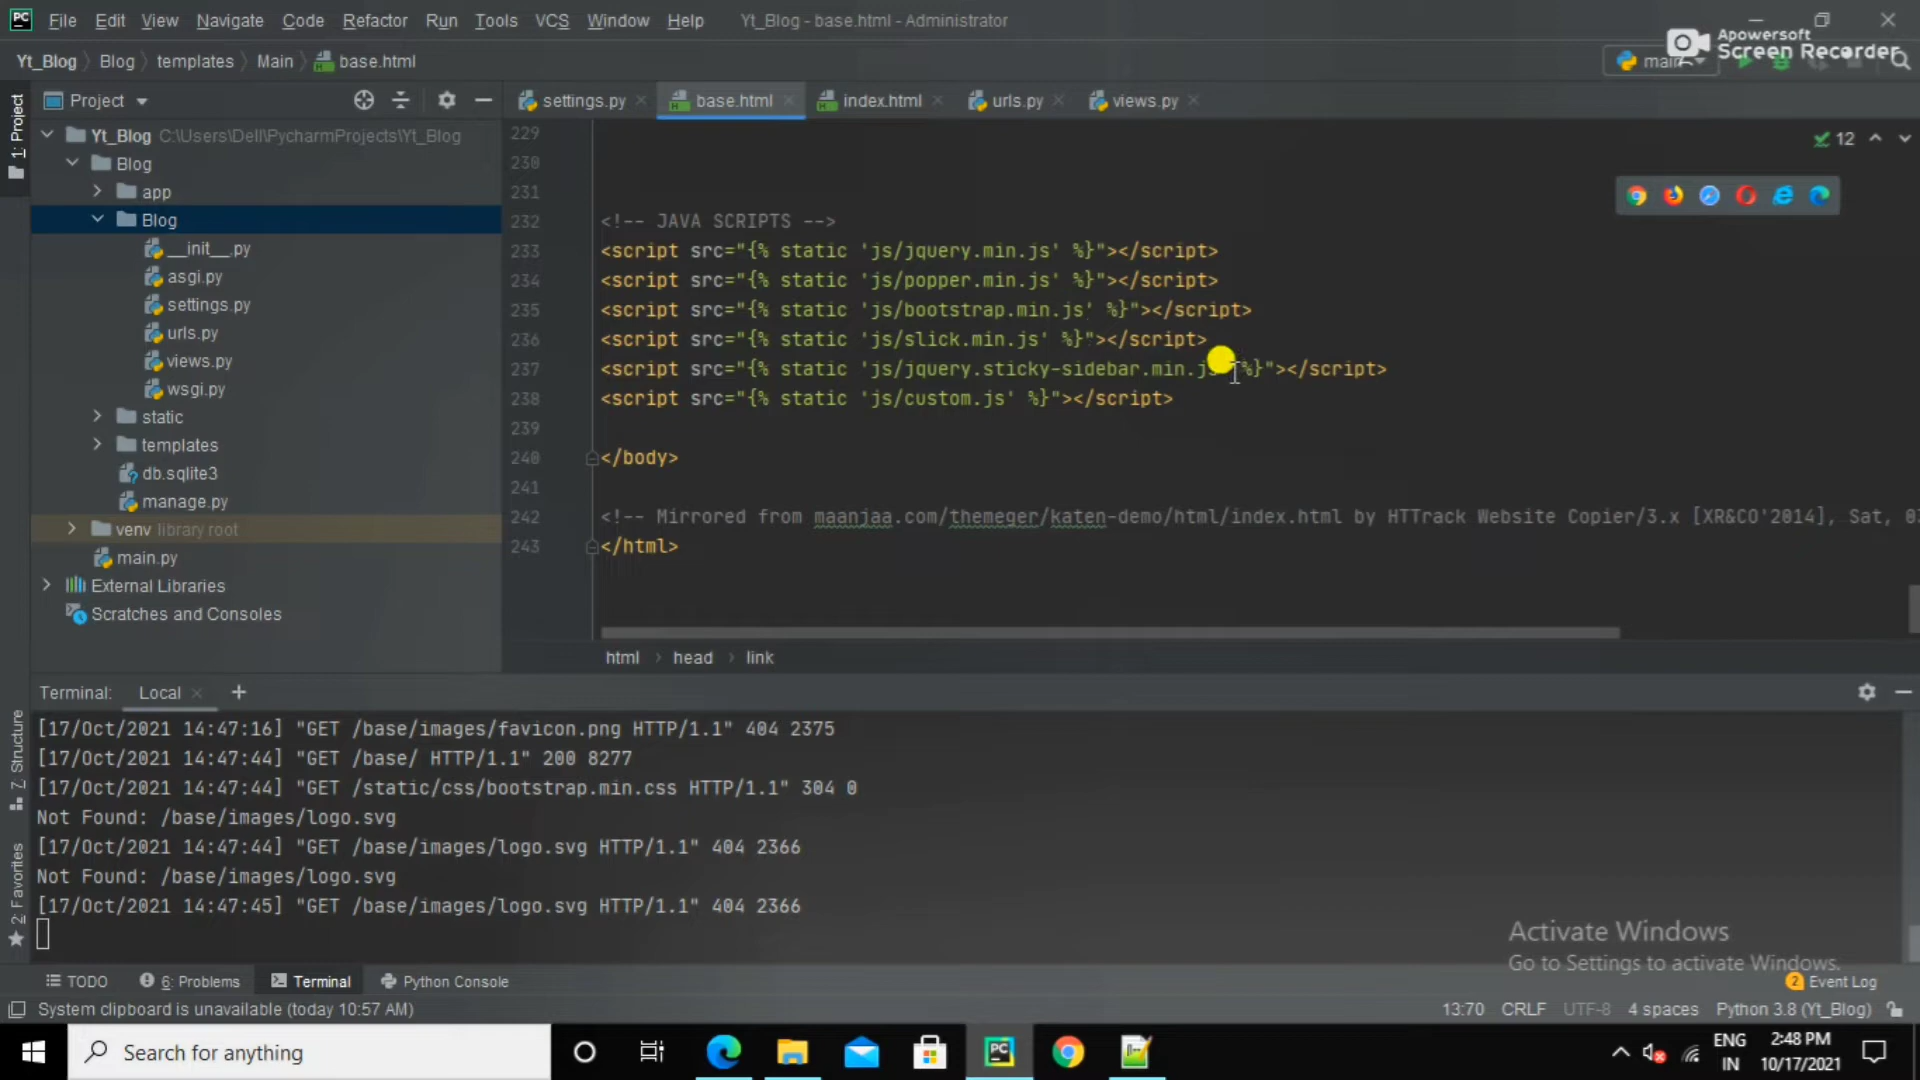 PC File Edit View Navigate Code Refactor Run Tools VCS Window Help Yt_Blog - base.html - Administrator
Apowersoft
Screen Recorder
Yt_Blog Blog templates Main base.html
main
Project
settings.py base.html index.html urls.py views.py
1: Project
Yt_Blog C:\Users\Dell\PycharmProjects\Yt_Blog
Blog
app
Blog
__init__.py
asgi.py
settings.py
urls.py
views.py
wsgi.py
static
templates
db.sqlite3
manage.py
venv library root
main.py
External Libraries
Scratches and Consoles
12
229
230
231
232 <!-- JAVA SCRIPTS -->
233 <script src="{% static 'js/jquery.min.js' %}"></script>
234 <script src="{% static 'js/popper.min.js' %}"></script>
235 <script src="{% static 'js/bootstrap.min.js' %}"></script>
236 <script src="{% static 'js/slick.min.js' %}"></script>
237 <script src="{% static 'js/jquery.sticky-sidebar.min.js %}"></script>
238 <script src="{% static 'js/custom.js' %}"></script>
239
240 </body>
241
242 <!-- Mirrored from maanjaa.com/themeger/katen-demo/html/index.html by HTTrack Website Copier/3.x [XR&CO'2014], Sat,
243 </html>
html head link
Terminal: Local +
7: Structure
2: Favorites
[17/Oct/2021 14:47:16] "GET /base/images/favicon.png HTTP/1.1" 404 2375
[17/Oct/2021 14:47:44] "GET /base/ HTTP/1.1" 200 8277
[17/Oct/2021 14:47:44] "GET /static/css/bootstrap.min.css HTTP/1.1" 304 0
Not Found: /base/images/logo.svg
[17/Oct/2021 14:47:44] "GET /base/images/logo.svg HTTP/1.1" 404 2366
Not Found: /base/images/logo.svg
[17/Oct/2021 14:47:45] "GET /base/images/logo.svg HTTP/1.1" 404 2366
Activate Windows
Go to Settings to activate Windows.
TODO 6: Problems Terminal Python Console 2 Event Log
System clipboard is unavailable (today 10:57 AM) 13:70 CRLF UTF-8 4 spaces Python 3.8 (Yt_Blog)
Search for anything
PC
ENG
IN
2:48 PM
10/17/2021